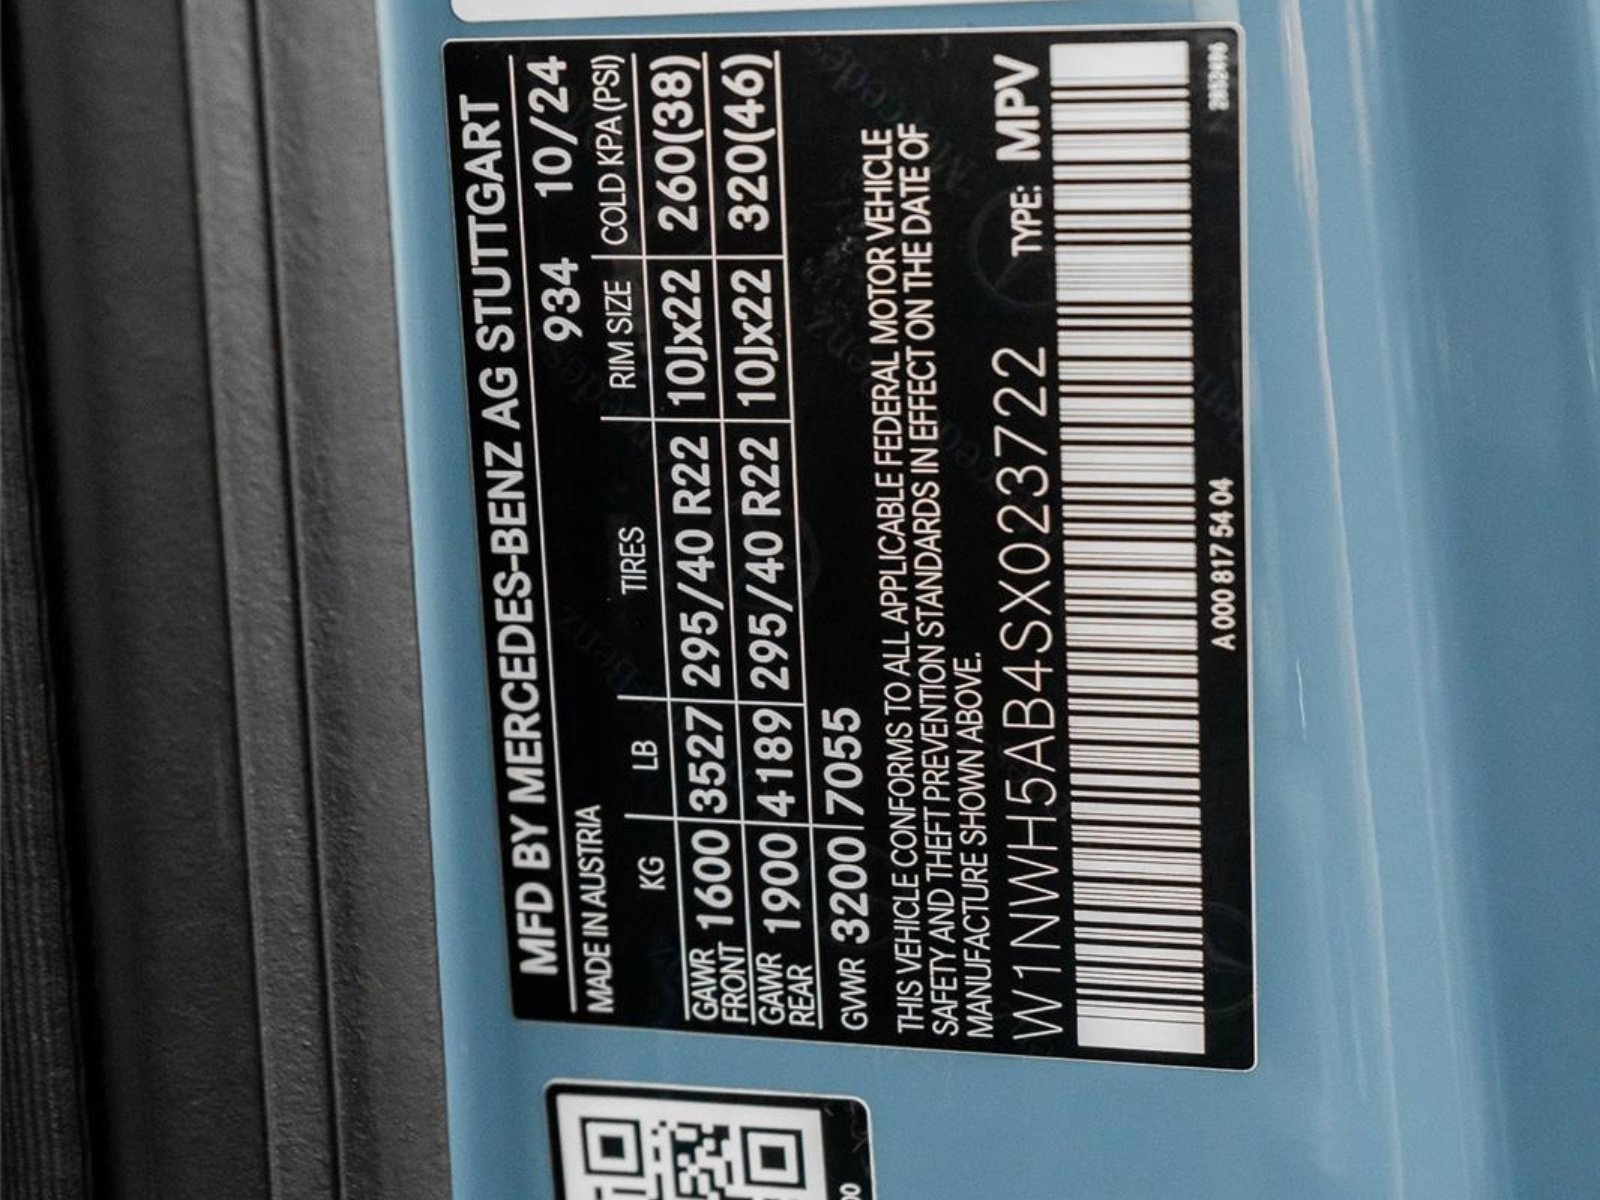 MFD BY MERCEDES-BENZ AG STUTTGART
MADE IN AUSTRIA 934 10/24
KG LB TIRES RIM SIZE COLD KPA (PSI)
GAWR FRONT 1600 3527 295/40 R22 10Jx22 260(38)
GAWR REAR 1900 4189 295/40 R22 10Jx22 320(46)
GVWR 3200 7055
THIS VEHICLE CONFORMS TO ALL APPLICABLE FEDERAL MOTOR VEHICLE
SAFETY AND THEFT PREVENTION STANDARDS IN EFFECT ON THE DATE OF
MANUFACTURE SHOWN ABOVE.
W1NWH5AB4SX023722 TYPE: MPV
A 000 817 54 04